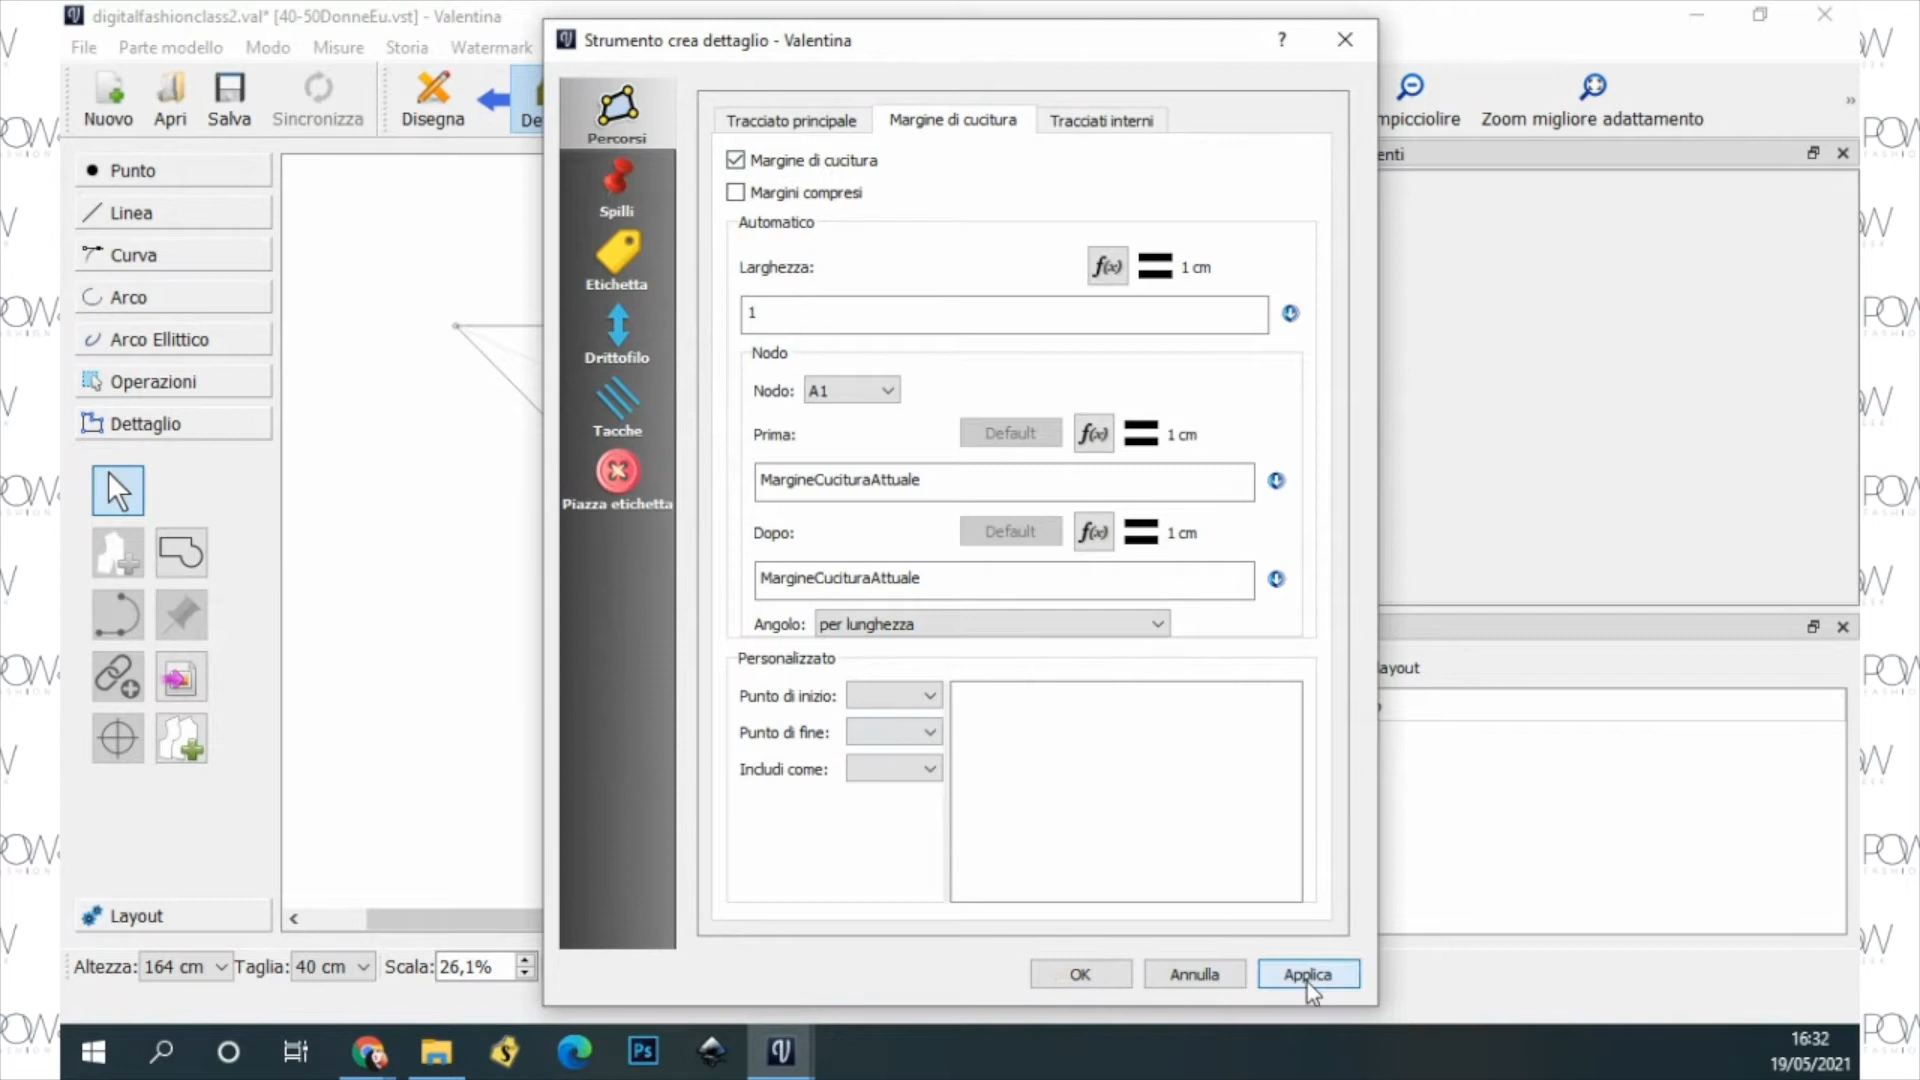 digitalfashionclass2.val* [40-50DonneEu.vst] - Valentina
File Parte modello Modo Misure Storia Watermark
Nuovo Apri Salva Sincronizza Disegna De
mpicciolire Zoom migliore adattamento
enti
Punto
Linea
Curva
Arco
Arco Ellittico
Operazioni
Dettaglio
Layout
Altezza: 164 cm Taglia: 40 cm Scala: 26,1%
Strumento crea dettaglio - Valentina
Percorsi
Spilli
Etichetta
Drittofilo
Tacche
Piazza etichetta
Tracciato principale Margine di cucitura Tracciati interni
Margine di cucitura
Margini compresi
Automatico
Larghezza: f(x) 1 cm
1
Nodo
Nodo: A1
Prima: Default f(x) 1 cm
MargineCucituraAttuale
Dopo: Default f(x) 1 cm
MargineCucituraAttuale
Angolo: per lunghezza
Personalizzato
Punto di inizio:
Punto di fine:
Includi come:
OK Annulla Applica
ayout
Ps
16:32
19/05/2021
POW
FASHION